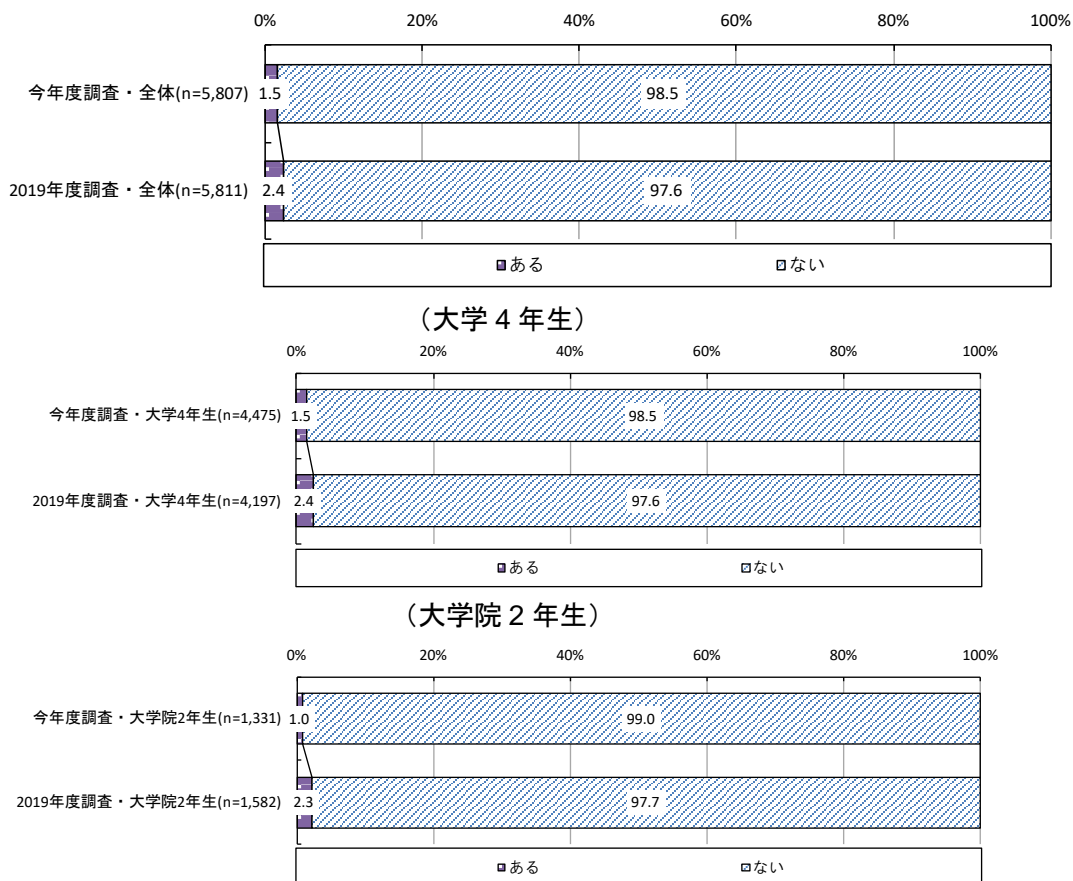 0% 20% 40% 60% 80% 100%
今年度調査・全体(n=5,807) 1.5 98.5
2019年度調査・全体(n=5,811) 2.4 97.6
ある ない
（大学4年生）
0% 20% 40% 60% 80% 100%
今年度調査・大学4年生(n=4,475) 1.5 98.5
2019年度調査・大学4年生(n=4,197) 2.4 97.6
ある ない
（大学院2年生）
0% 20% 40% 60% 80% 100%
今年度調査・大学院2年生(n=1,331) 1.0 99.0
2019年度調査・大学院2年生(n=1,582) 2.3 97.7
ある ない